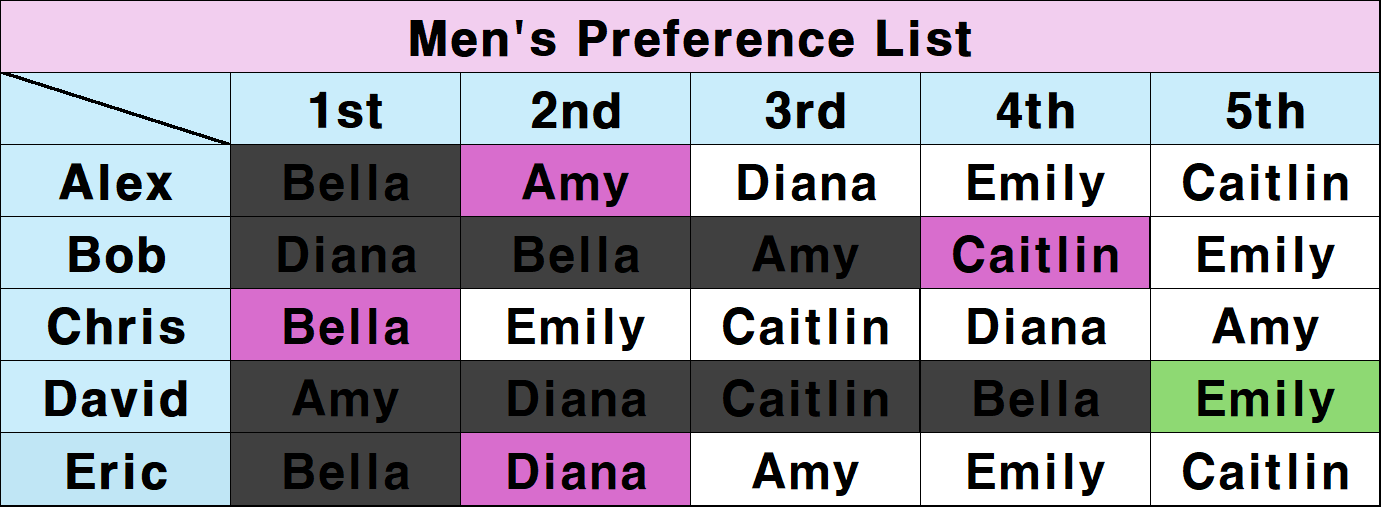 Men's Preference List
1st 2nd 3rd 4th 5th
Alex Bella Amy Diana Emily Caitlin
Bob Diana Bella Amy Caitlin Emily
Chris Bella Emily Caitlin Diana Amy
David Amy Diana Caitlin Bella Emily
Eric Bella Diana Amy Emily Caitlin